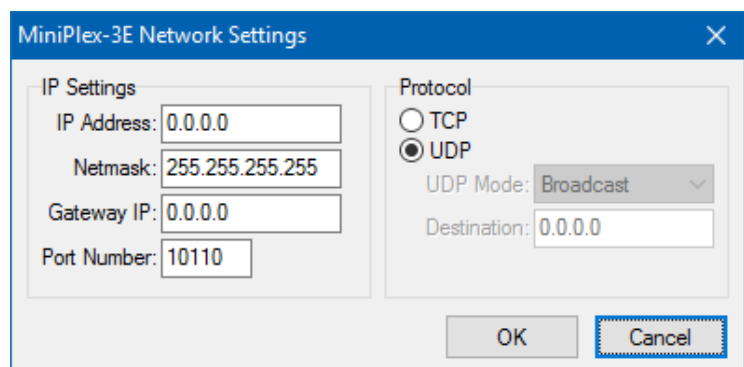 MiniPlex-3E Network Settings
IP Settings
IP Address: 0.0.0.0
Netmask: 255.255.255.255
Gateway IP: 0.0.0.0
Port Number: 10110
Protocol
TCP
UDP
UDP Mode: Broadcast
Destination: 0.0.0.0
OK
Cancel